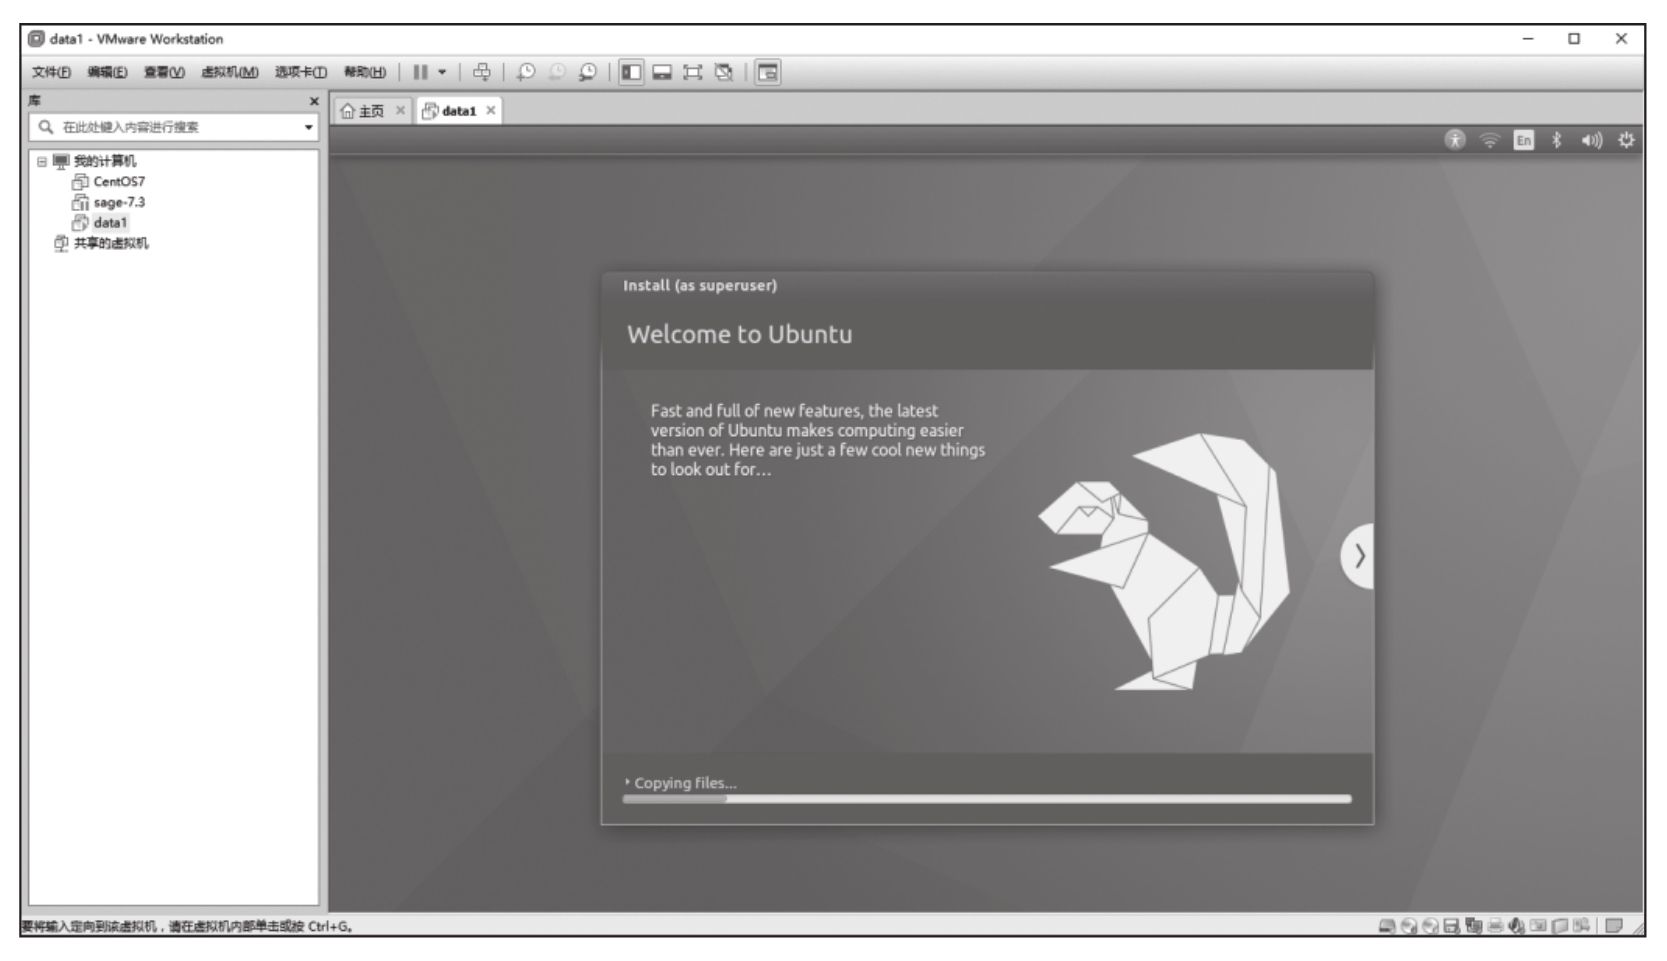 data1 - VMware Workstation
文件(F) 编辑(E) 查看(V) 虚拟机(M) 选项卡(T) 帮助(H)
库
主页 data1
在此处键入内容进行搜索
En
我的计算机
CentOS7
sage-7.3
data1
共享的虚拟机
Install (as superuser)
Welcome to Ubuntu
Fast and full of new features, the latest
version of Ubuntu makes computing easier
than ever. Here are just a few cool new things
to look out for...
Copying files...
要将输入定向到该虚拟机，请在虚拟机内部单击或按 Ctrl+G。